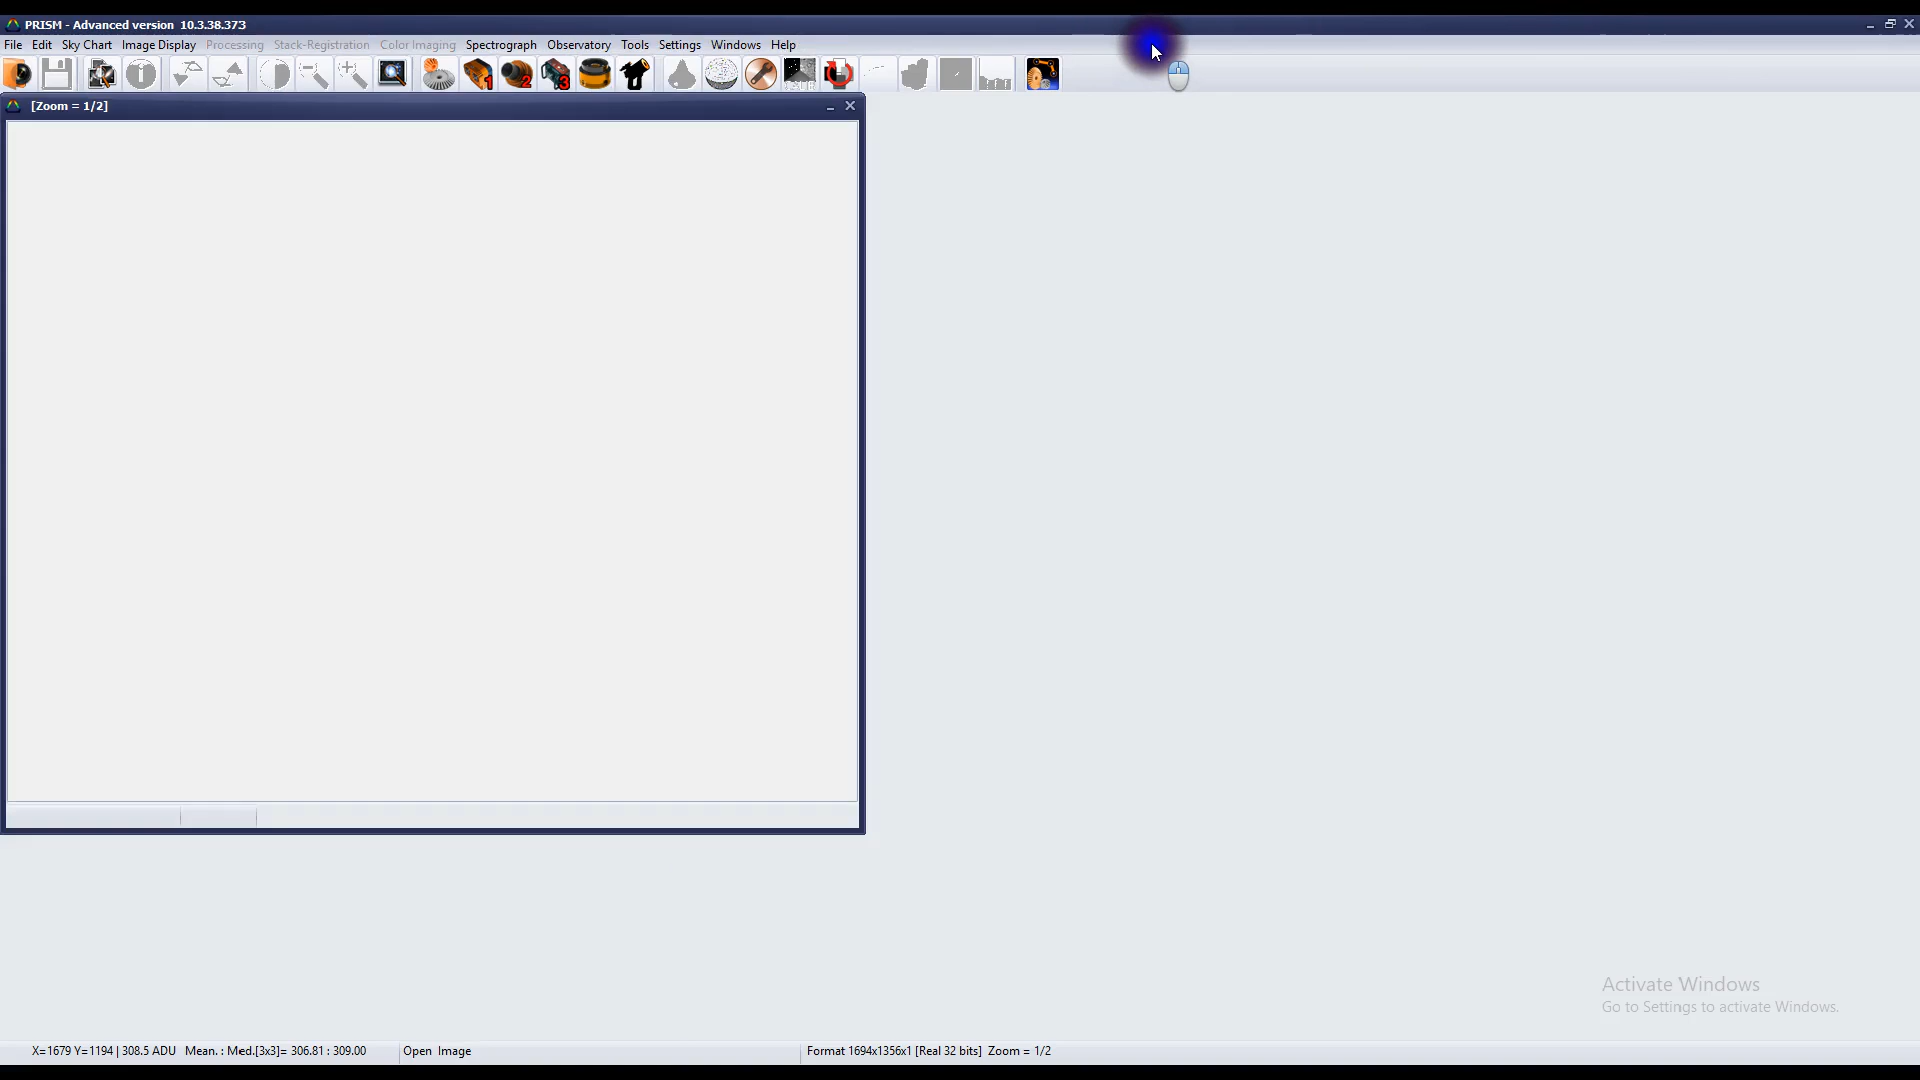 PRISM - Advanced version 10.3.38.373
File Edit Sky Chart Image Display Processing Stack-Registration Color Imaging Spectrograph Observatory Tools Settings Windows Help
1 2 3
[Zoom = 1/2]
Activate Windows
Go to Settings to activate Windows.
X=1679 Y=1194 | 308.5 ADU Mean. : Med.[3x3]= 306.81 : 309.00 Open Image Format 1694x1356x1 [Real 32 bits] Zoom = 1/2